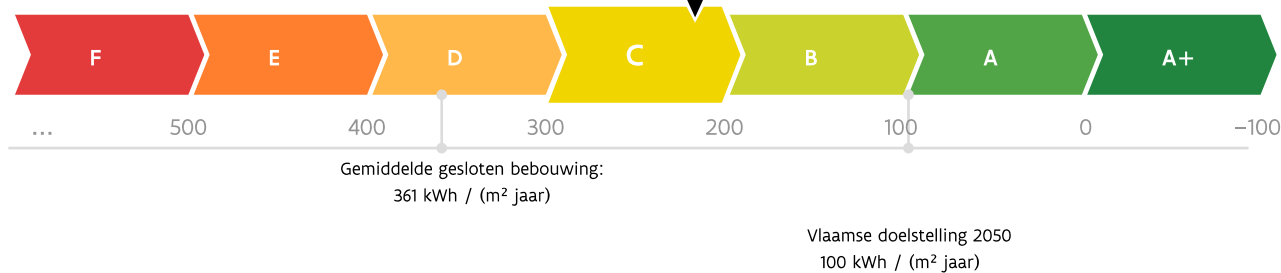 F E D C B A A+
... 500 400 300 200 100 0 −100
Gemiddelde gesloten bebouwing:
361 kWh / (m² jaar)
Vlaamse doelstelling 2050
100 kWh / (m² jaar)